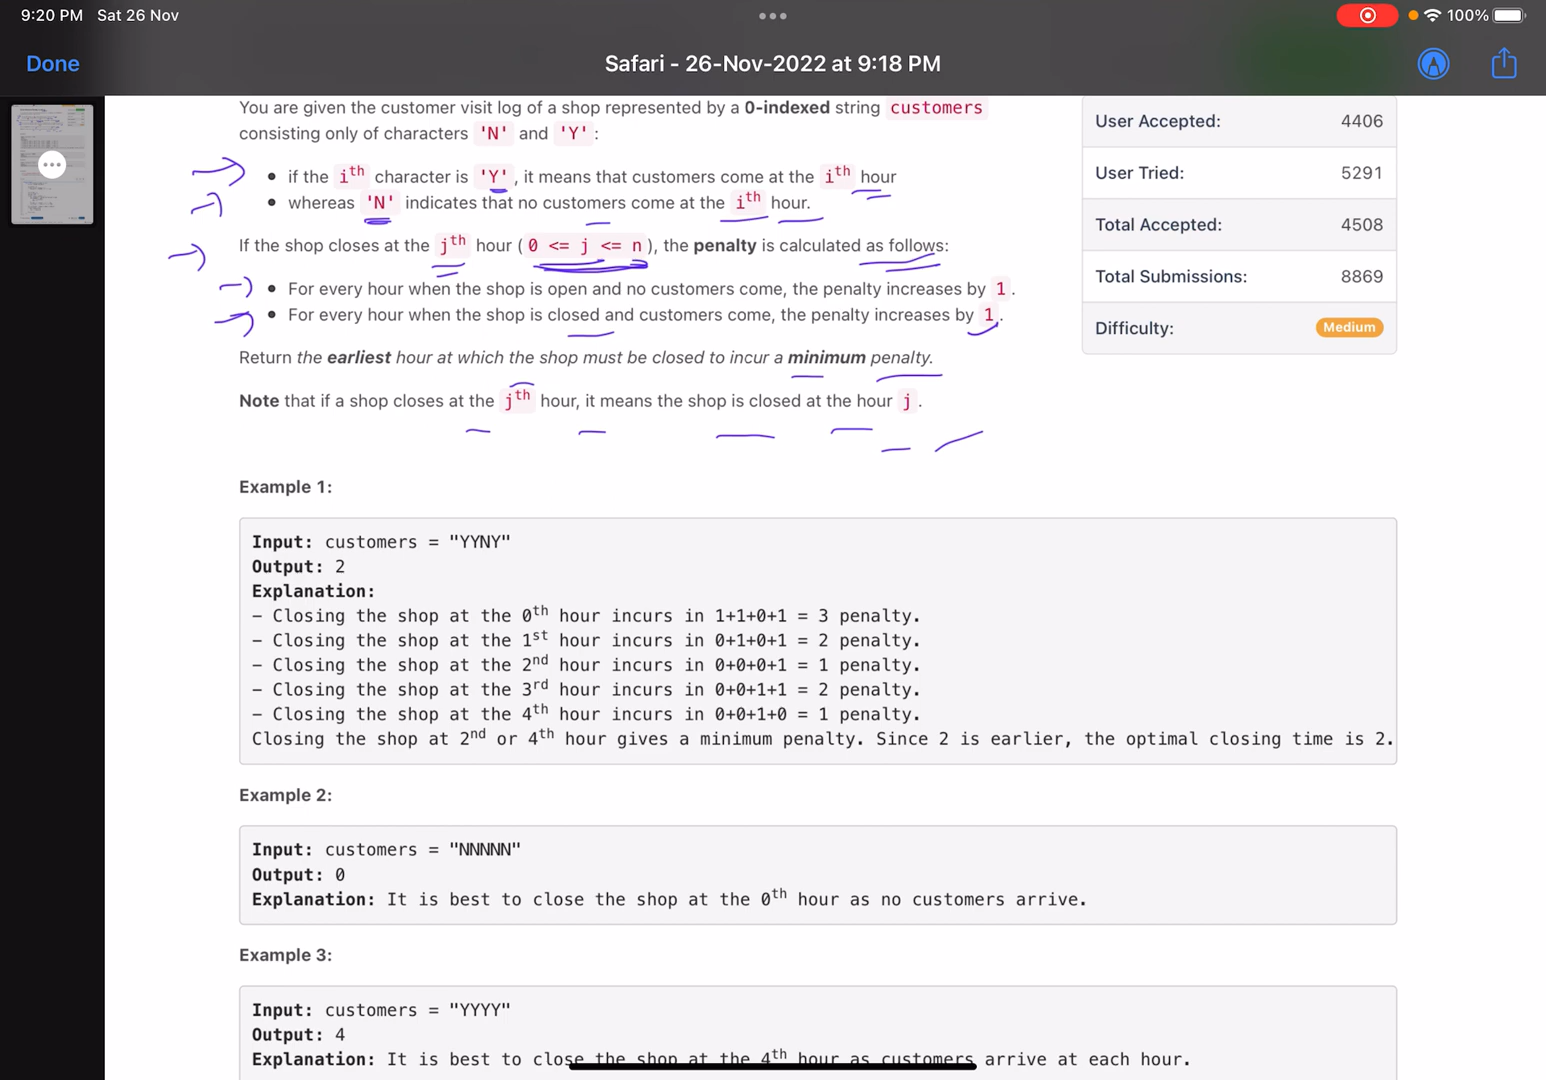 9:20 PM Sat 26 Nov
100%
Done
Safari - 26-Nov-2022 at 9:18 PM
You are given the customer visit log of a shop represented by a 0-indexed string customers
consisting only of characters 'N' and 'Y':
• if the ith character is 'Y', it means that customers come at the ith hour
• whereas 'N' indicates that no customers come at the ith hour.
If the shop closes at the jth hour (0 <= j <= n), the penalty is calculated as follows:
• For every hour when the shop is open and no customers come, the penalty increases by 1.
• For every hour when the shop is closed and customers come, the penalty increases by 1.
Return the earliest hour at which the shop must be closed to incur a minimum penalty.
Note that if a shop closes at the jth hour, it means the shop is closed at the hour j.
User Accepted: 4406
User Tried: 5291
Total Accepted: 4508
Total Submissions: 8869
Difficulty: Medium
Example 1:
Input: customers = "YYNY"
Output: 2
Explanation:
- Closing the shop at the 0th hour incurs in 1+1+0+1 = 3 penalty.
- Closing the shop at the 1st hour incurs in 0+1+0+1 = 2 penalty.
- Closing the shop at the 2nd hour incurs in 0+0+0+1 = 1 penalty.
- Closing the shop at the 3rd hour incurs in 0+0+1+1 = 2 penalty.
- Closing the shop at the 4th hour incurs in 0+0+1+0 = 1 penalty.
Closing the shop at 2nd or 4th hour gives a minimum penalty. Since 2 is earlier, the optimal closing time is 2.
Example 2:
Input: customers = "NNNNN"
Output: 0
Explanation: It is best to close the shop at the 0th hour as no customers arrive.
Example 3:
Input: customers = "YYYY"
Output: 4
Explanation: It is best to close the shop at the 4th hour as customers arrive at each hour.